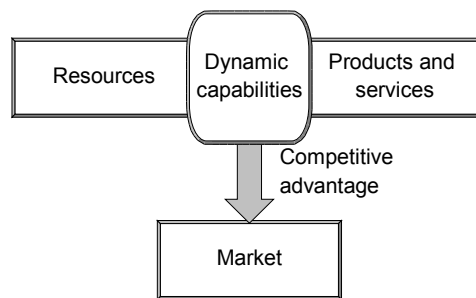 Resources
Dynamic
capabilities
Products and
services
Competitive
advantage
Market